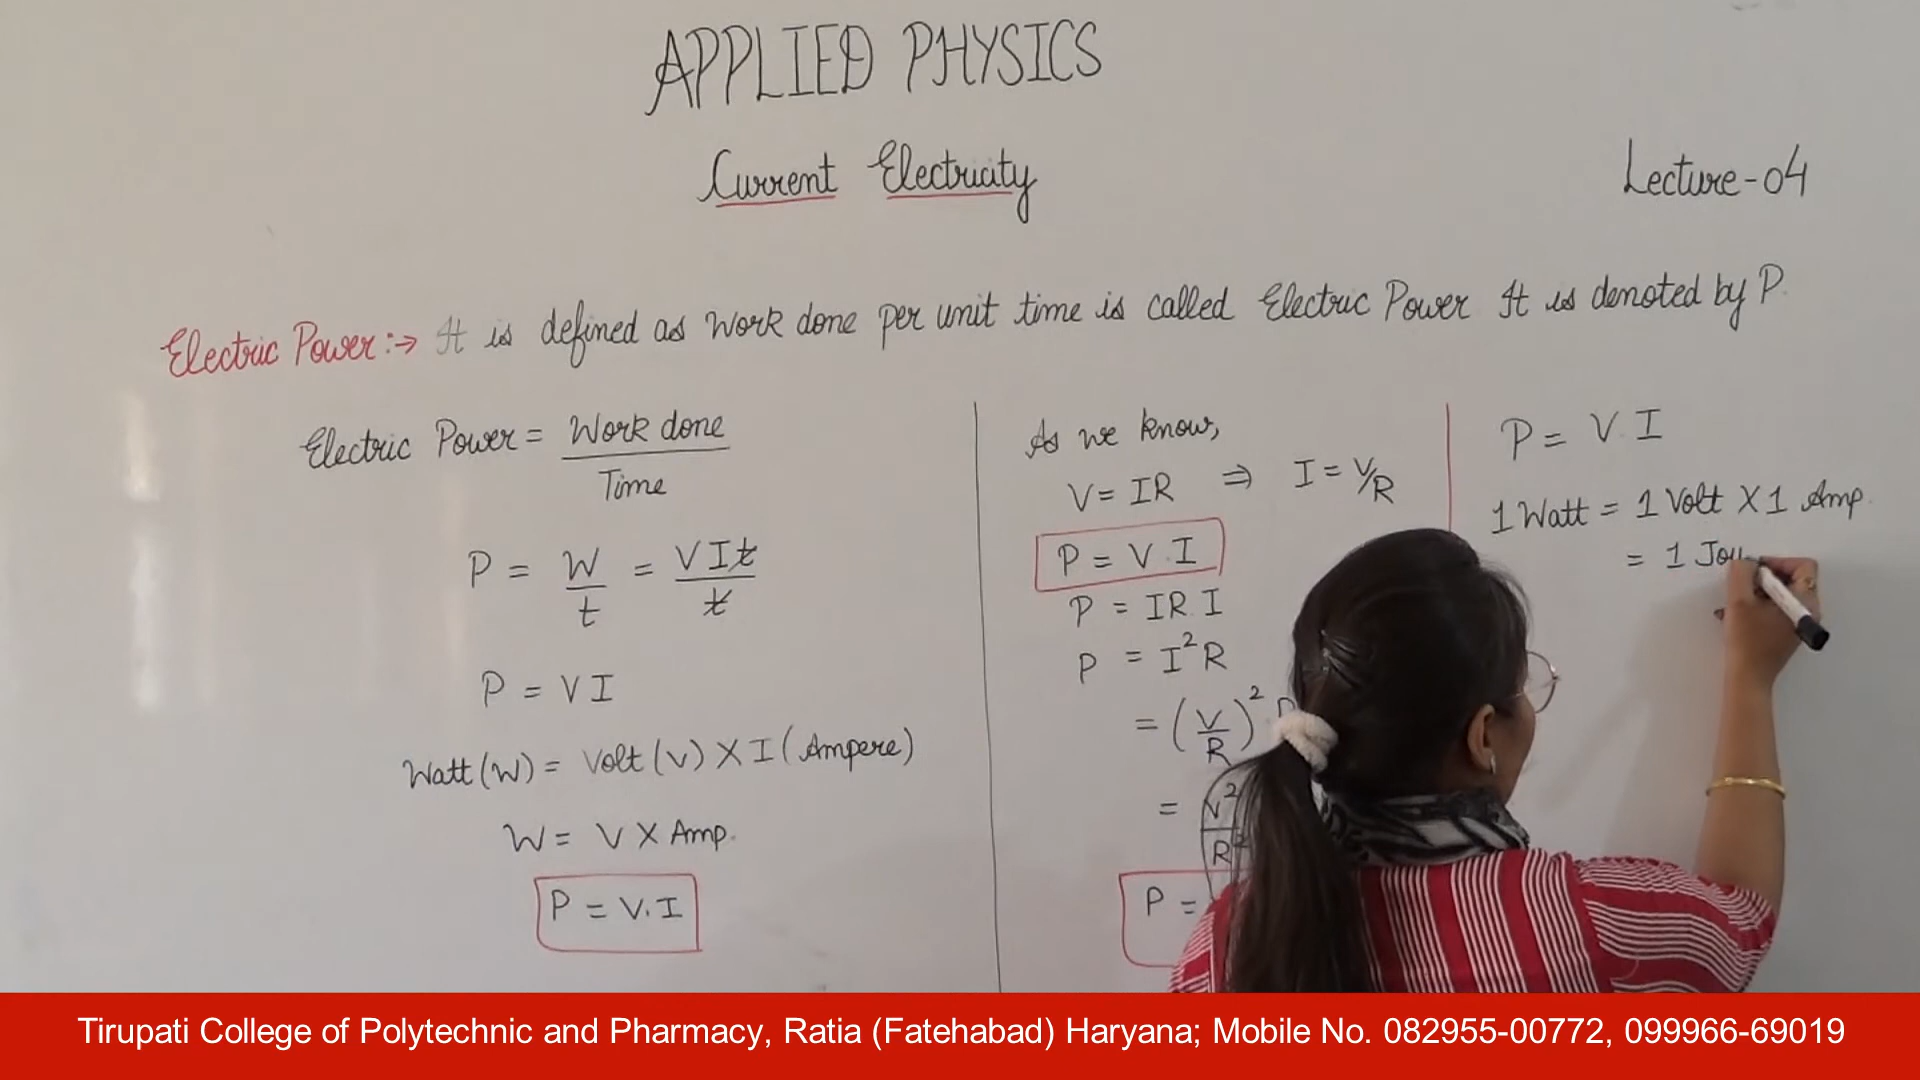 APPLIED PHYSICS
Current Electricity
Lecture-04
Electric Power:→ It is defined as Work done per unit time is called Electric Power It is denoted by P.
Electric Power = Work done / Time
P = W/t = VIt/t
P = VI
Watt(W) = Volt(V) X I (Ampere)
W = V X Amp.
P = V.I
As we know,
V = IR ⇒ I = V/R
P = V.I
P = IR.I
P = I²R
= (V/R)²
= V²/R²
P =
P = V.I
1 Watt = 1 Volt X 1 Amp.
= 1
Tirupati College of Polytechnic and Pharmacy, Ratia (Fatehabad) Haryana; Mobile No. 082955-00772, 099966-69019